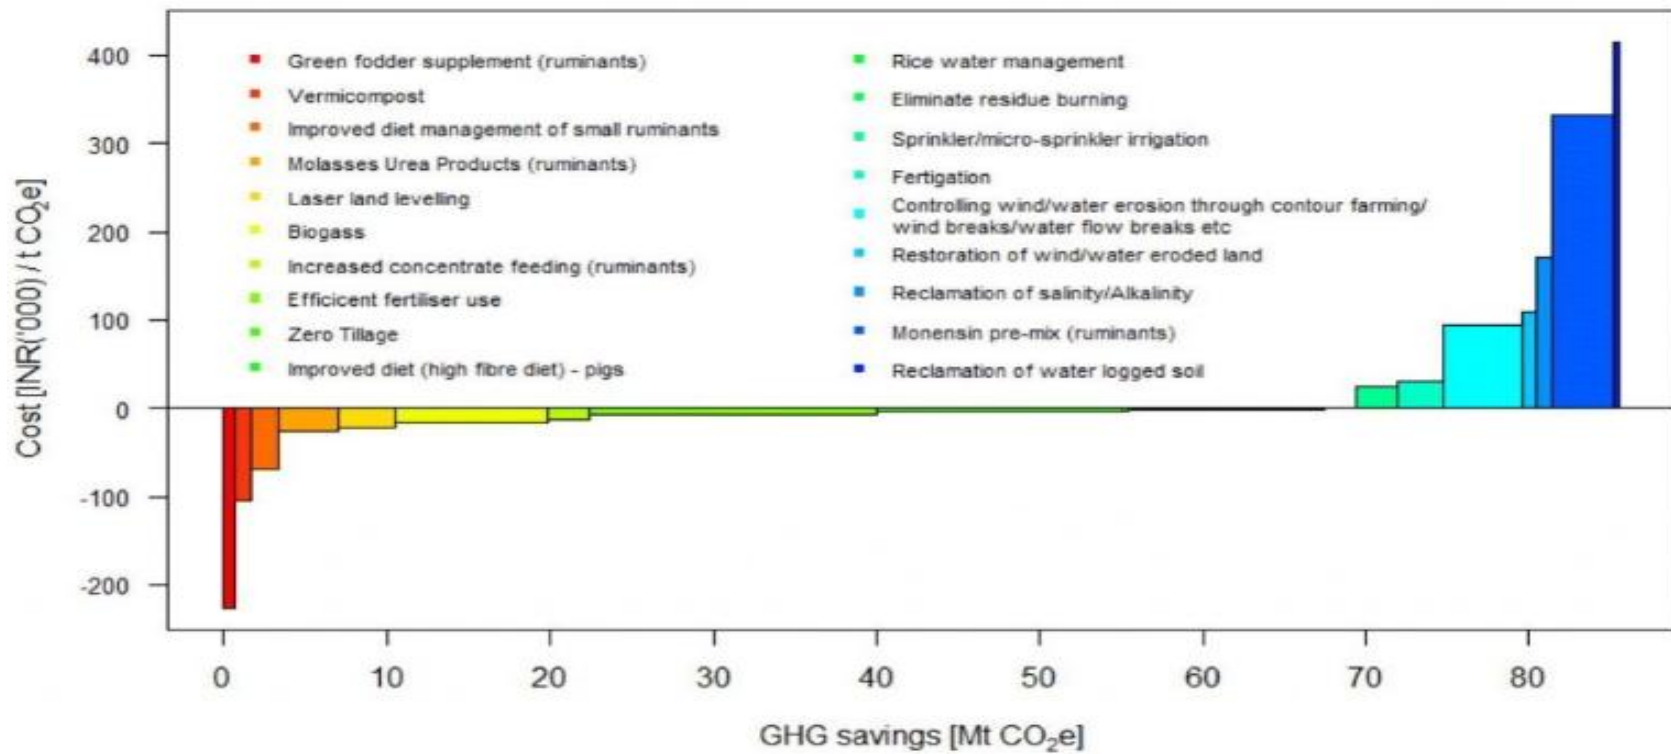 Cost [INR('000) / t CO₂e]
400
300
200
100
0
-100
-200
Green fodder supplement (ruminants)
Vermicompost
Improved diet management of small ruminants
Molasses Urea Products (ruminants)
Laser land levelling
Biogass
Increased concentrate feeding (ruminants)
Efficicent fertiliser use
Zero Tillage
Improved diet (high fibre diet) - pigs
Rice water management
Eliminate residue burning
Sprinkler/micro-sprinkler irrigation
Fertigation
Controlling wind/water erosion through contour farming/
wind breaks/water flow breaks etc
Restoration of wind/water eroded land
Reclamation of salinity/Alkalinity
Monensin pre-mix (ruminants)
Reclamation of water logged soil
0 10 20 30 40 50 60 70 80
GHG savings [Mt CO₂e]